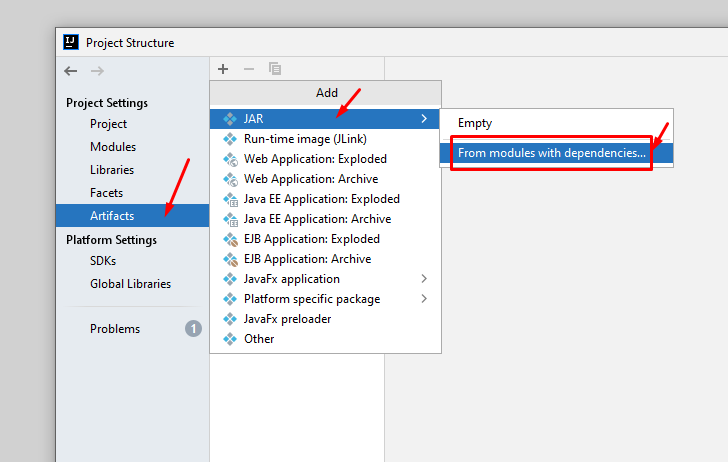 IJ
Project Structure
Project Settings
Project
Modules
Libraries
Facets
Artifacts
Platform Settings
SDKs
Global Libraries
Problems
1
Add
JAR
Run-time image (JLink)
Web Application: Exploded
Web Application: Archive
Java EE Application: Exploded
Java EE Application: Archive
EJB Application: Exploded
EJB Application: Archive
JavaFx application
Platform specific package
JavaFx preloader
Other
Empty
From modules with dependencies...